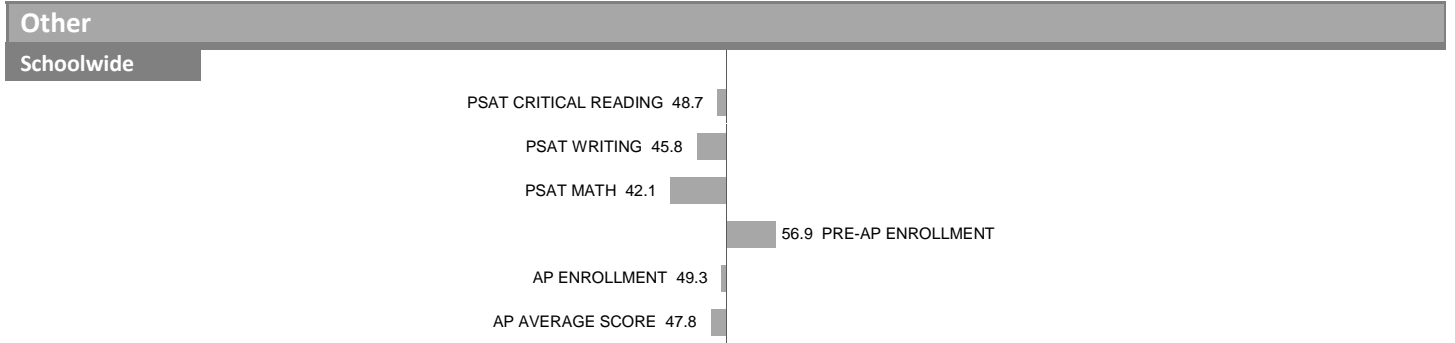 Other
Schoolwide
PSAT CRITICAL READING 48.7
PSAT WRITING 45.8
PSAT MATH 42.1
56.9 PRE-AP ENROLLMENT
AP ENROLLMENT 49.3
AP AVERAGE SCORE 47.8